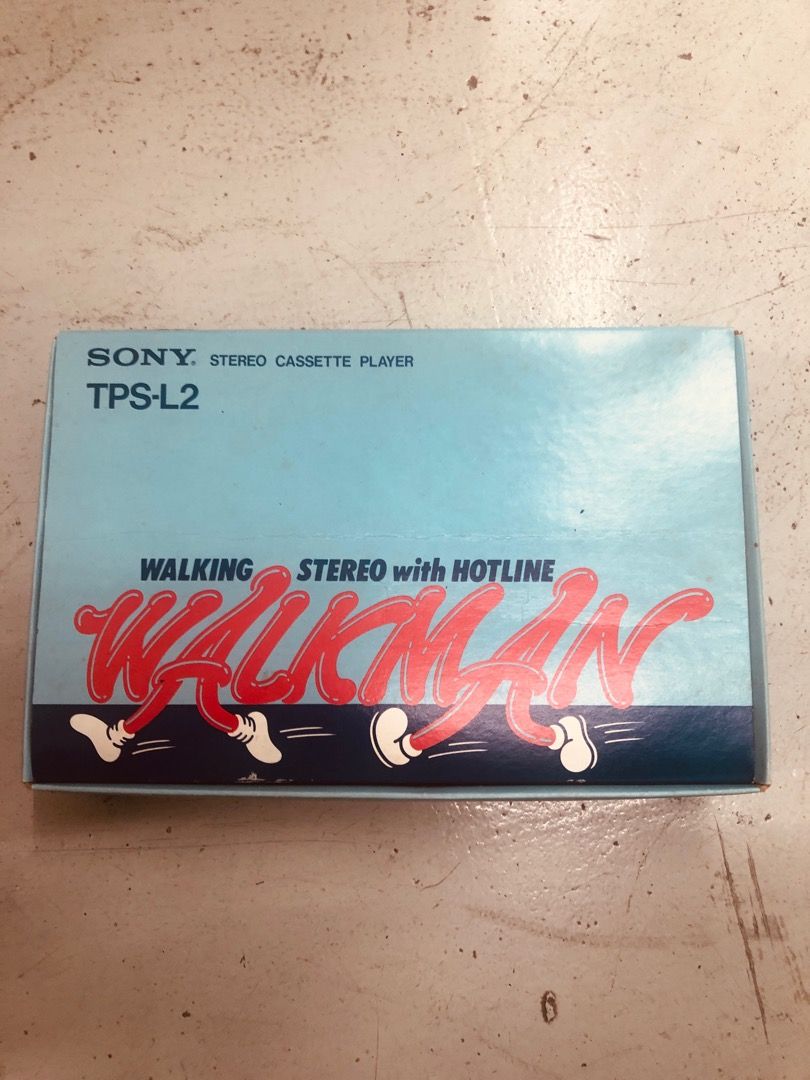 SONY® STEREO CASSETTE PLAYER
TPS-L2
WALKING STEREO with HOTLINE
WALKMAN